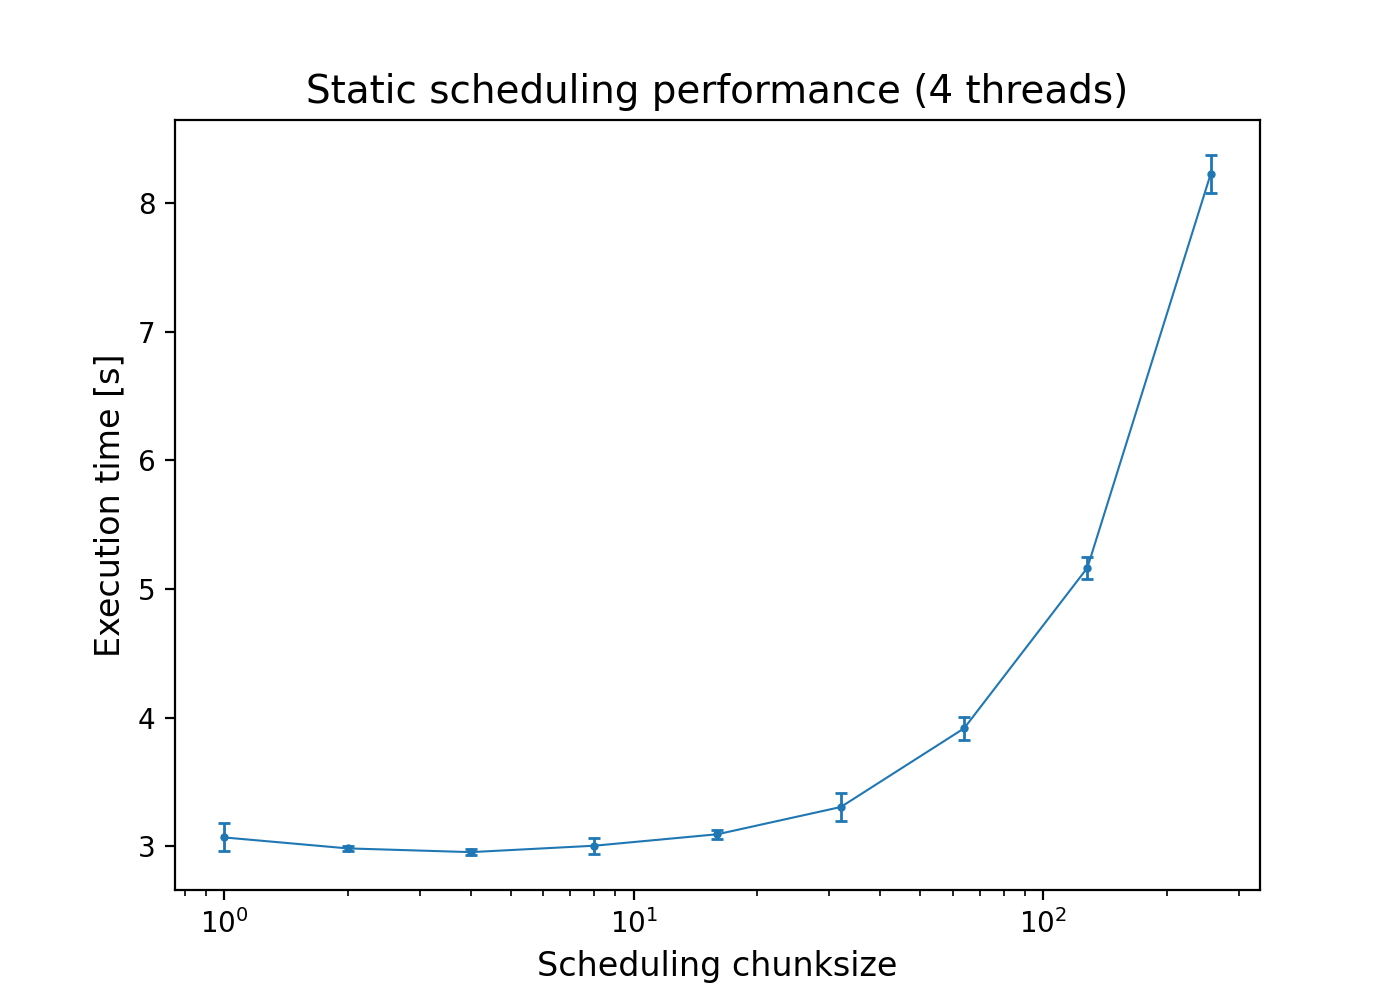 Static scheduling performance (4 threads)
Execution time [s]
8
7
6
5
4
3
10⁰ 10¹ 10²
Scheduling chunksize